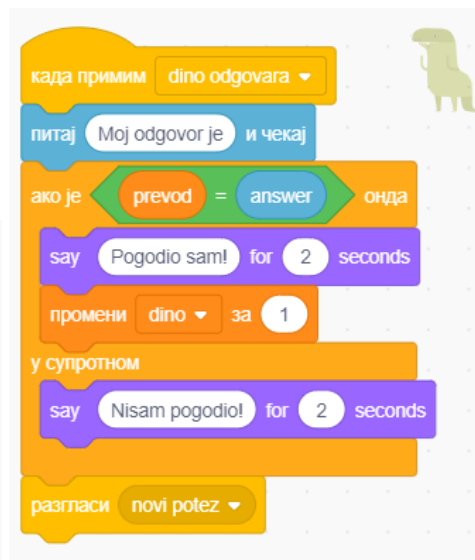 када примим dino odgovara
питај Moj odgovor je и чекај
ако је prevod = answer онда
say Pogodio sam! for 2 seconds
промени dino за 1
у супротном
say Nisam pogodio! for 2 seconds
разгласи novi potez